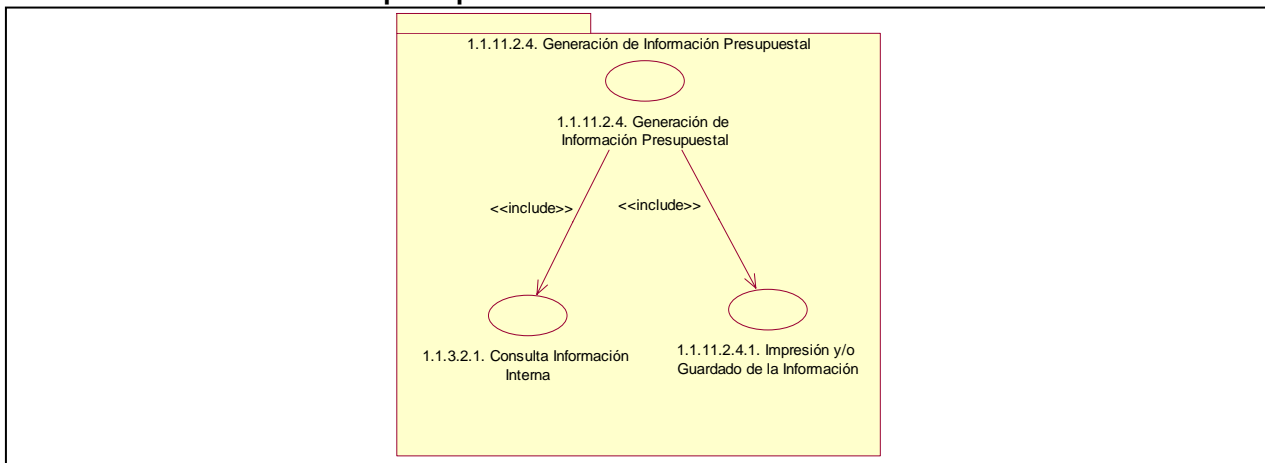 1.1.11.2.4. Generación de Información Presupuestal
1.1.11.2.4. Generación de
Información Presupuestal
<<include>>
<<include>>
1.1.3.2.1. Consulta Información
Interna
1.1.11.2.4.1. Impresión y/o
Guardado de la Información